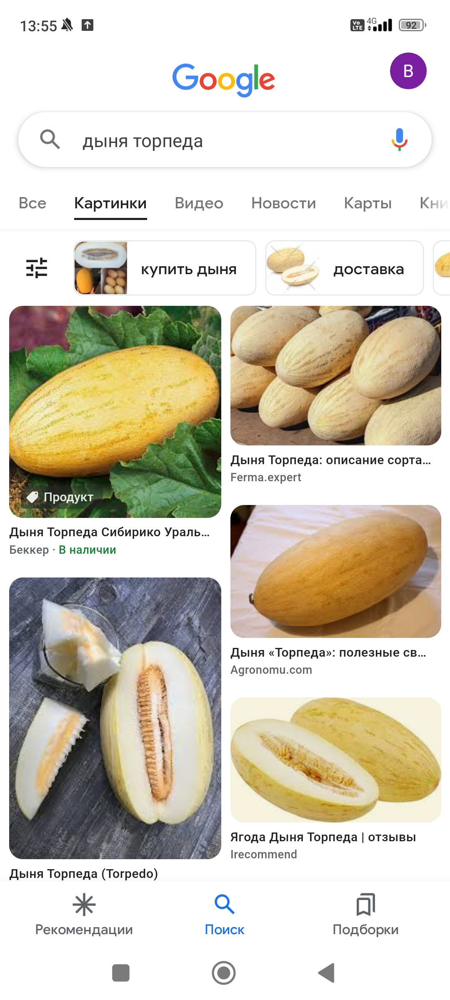 13:55
Vo LTE 4G 92
Google
B
дыня торпеда
Все Картинки Видео Новости Карты Кни
купить дыня
доставка
Продукт
Дыня Торпеда Сибирико Ураль...
Беккер · В наличии
Дыня Торпеда: описание сорта...
Ferma.expert
Дыня «Торпеда»: полезные св...
Agronomu.com
Ягода Дыня Торпеда | отзывы
Irecommend
Дыня Торпеда (Torpedo)
Рекомендации Поиск Подборки